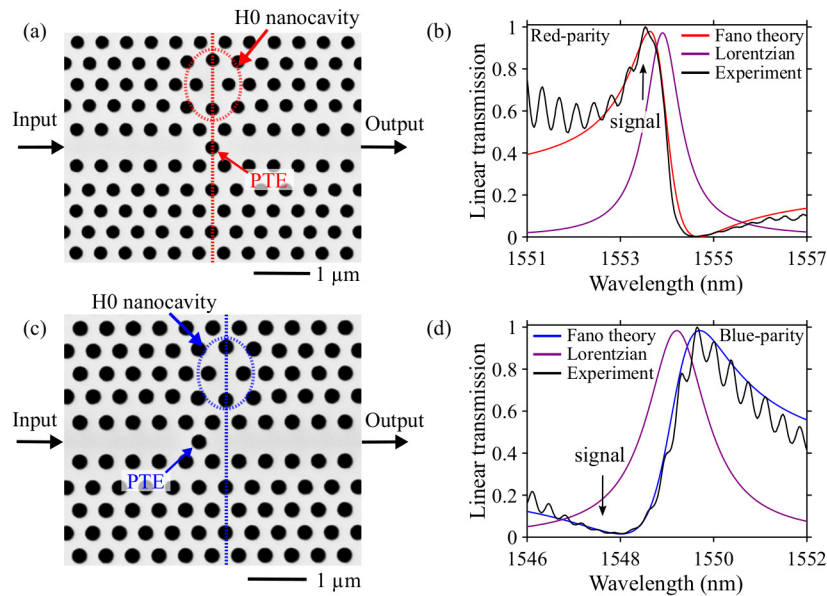 (a)
H0 nanocavity
Input
Output
PTE
1 µm
(b)
Red-parity
Fano theory
Lorentzian
Experiment
signal
Linear transmission
1
0.8
0.6
0.4
0.2
0
1551
1553
1555
1557
Wavelength (nm)
(c)
H0 nanocavity
Input
Output
PTE
1 µm
(d)
Fano theory
Blue-parity
Lorentzian
Experiment
signal
Linear transmission
1
0.8
0.6
0.4
0.2
0
1546
1548
1550
1552
Wavelength (nm)